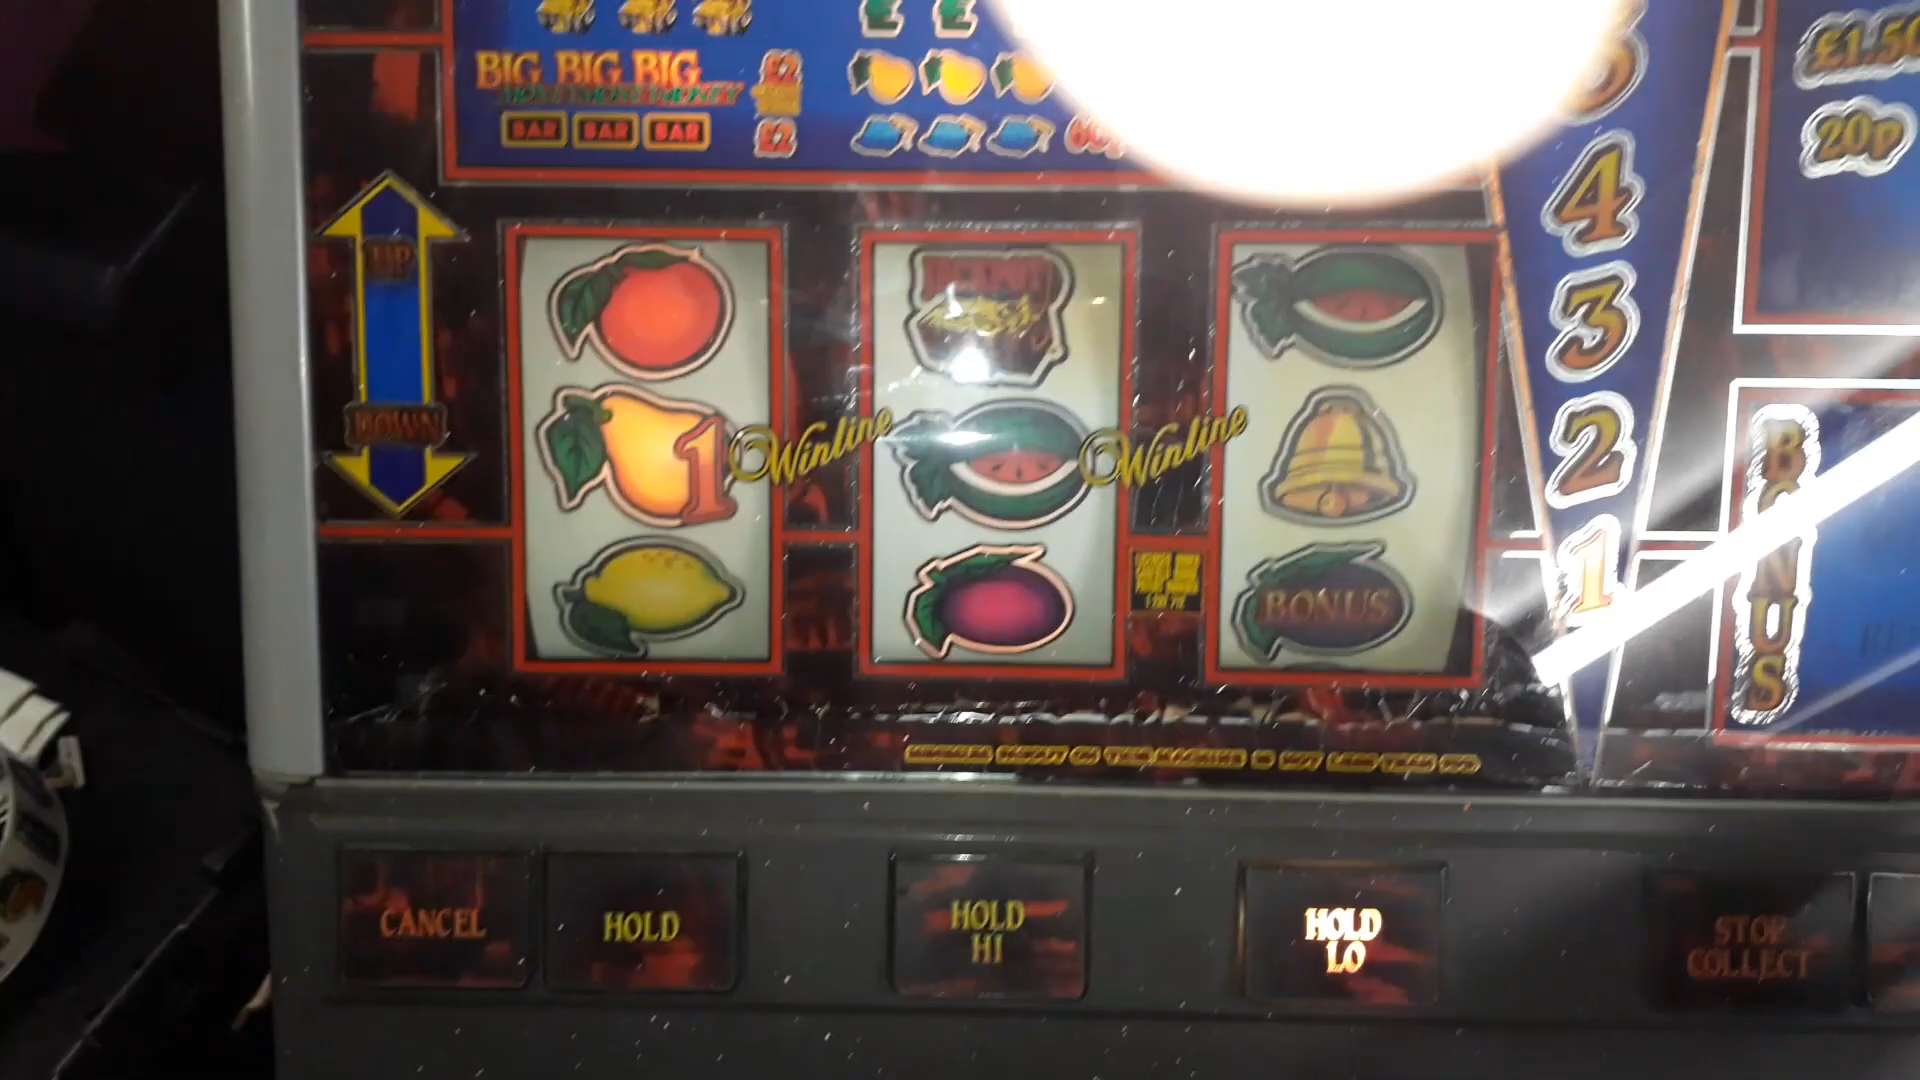 BIG BIG BIG
£2
BAR BAR BAR
£2
£1.50
20p
4
3
2
1
UP
DOWN
JACKPOT
1
Winline
Winline
BONUS
BONUS
CANCEL
HOLD
HOLD
HI
HOLD
LO
STOP
COLLECT